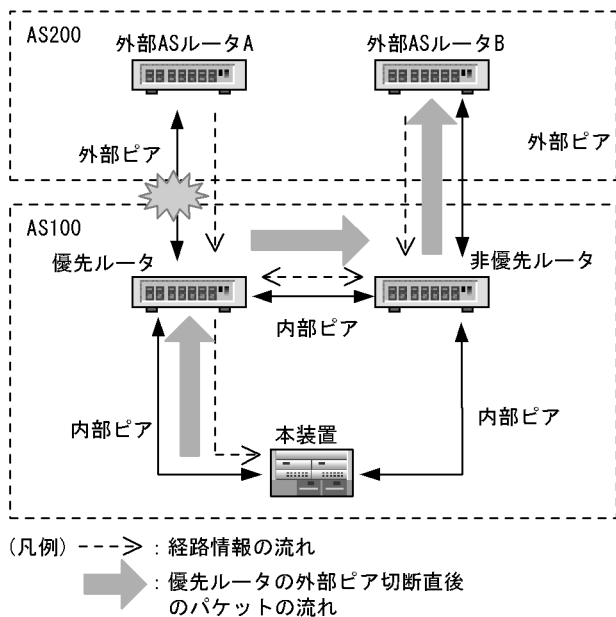 AS200
外部ASルータA
外部ASルータB
外部ピア
外部ピア
AS100
優先ルータ
非優先ルータ
内部ピア
内部ピア
内部ピア
本装置
(凡例)
：経路情報の流れ
：優先ルータの外部ピア切断直後
のパケットの流れ